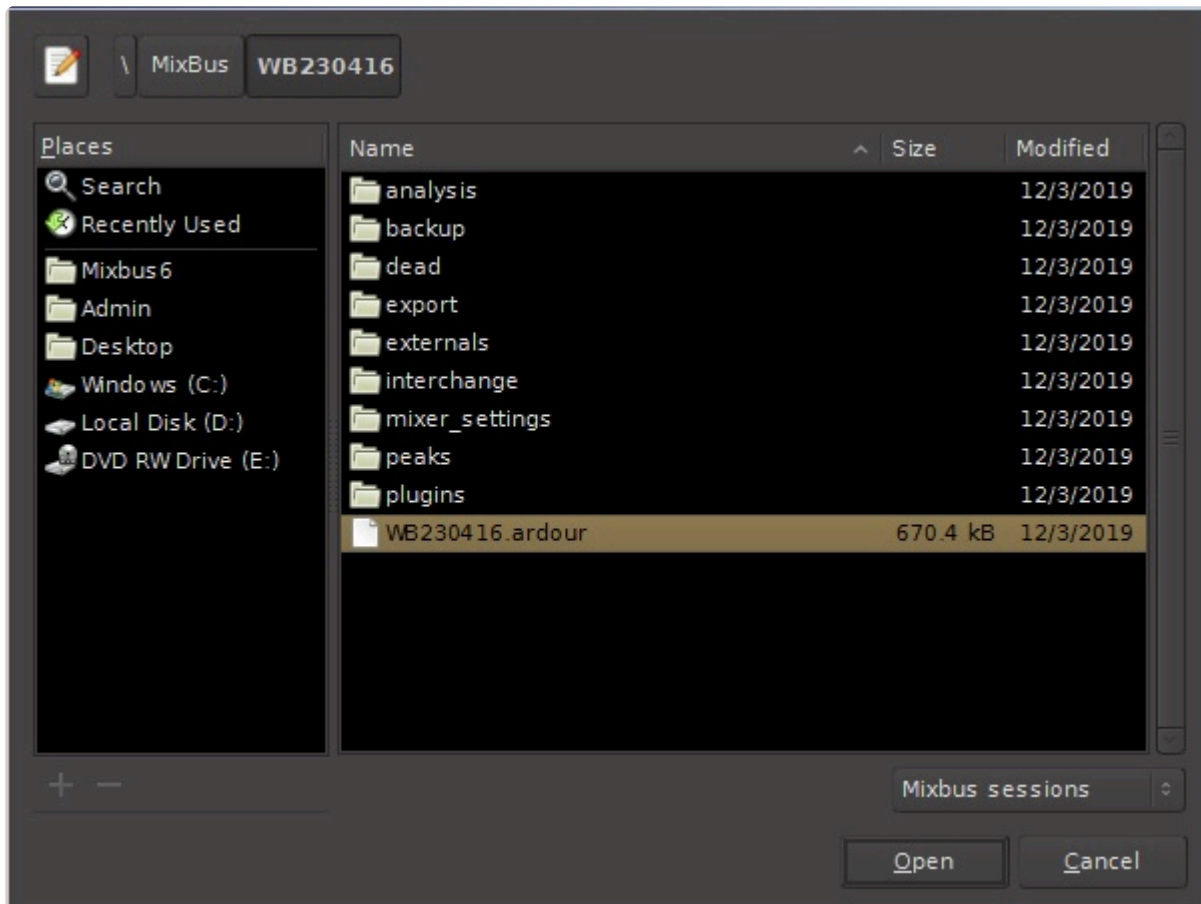 \ MixBus WB230416
Places
Search
Recently Used
Mixbus6
Admin
Desktop
Windows (C:)
Local Disk (D:)
DVD RW Drive (E:)
Name Size Modified
analysis 12/3/2019
backup 12/3/2019
dead 12/3/2019
export 12/3/2019
externals 12/3/2019
interchange 12/3/2019
mixer_settings 12/3/2019
peaks 12/3/2019
plugins 12/3/2019
WB230416.ardour 670.4 kB 12/3/2019
Mixbus sessions
Open Cancel